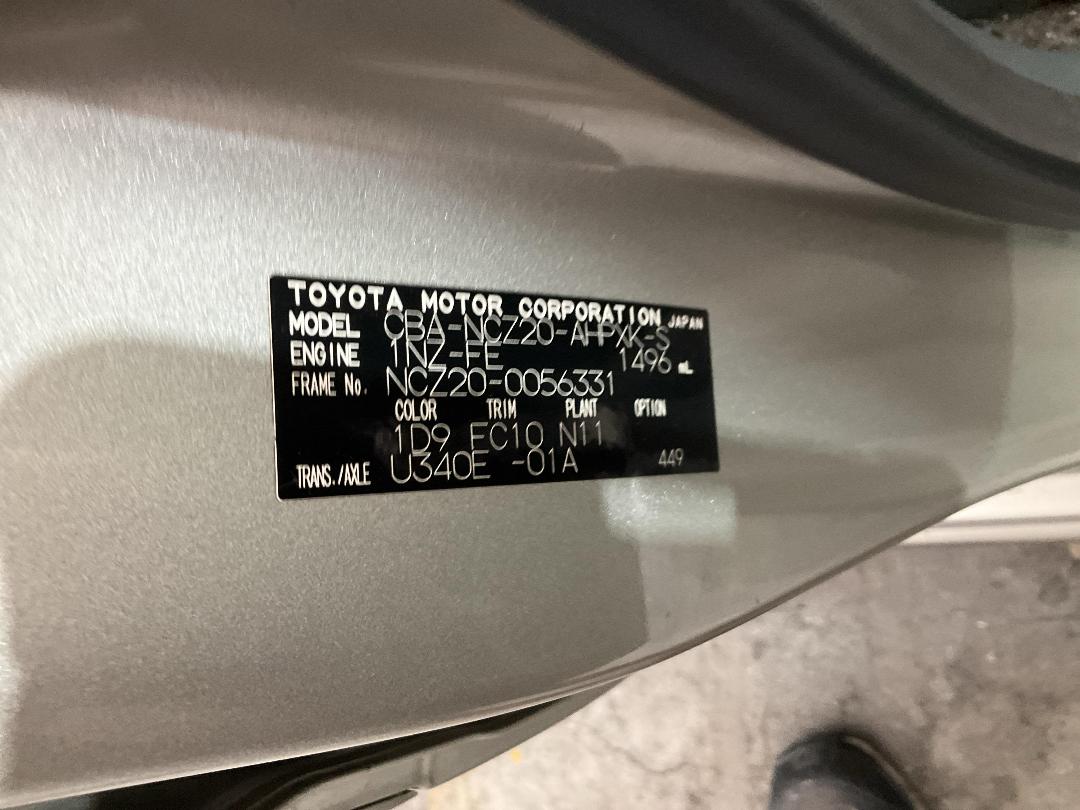 TOYOTA MOTOR CORPORATION JAPAN
MODEL CBA-NCZ20-AHPXK-S
ENGINE 1NZ-FE 1496 mL
FRAME No. NCZ20-0056331
COLOR TRIM PLANT OPTION
1D9 FC10 N11
TRANS./AXLE U340E -01A 449